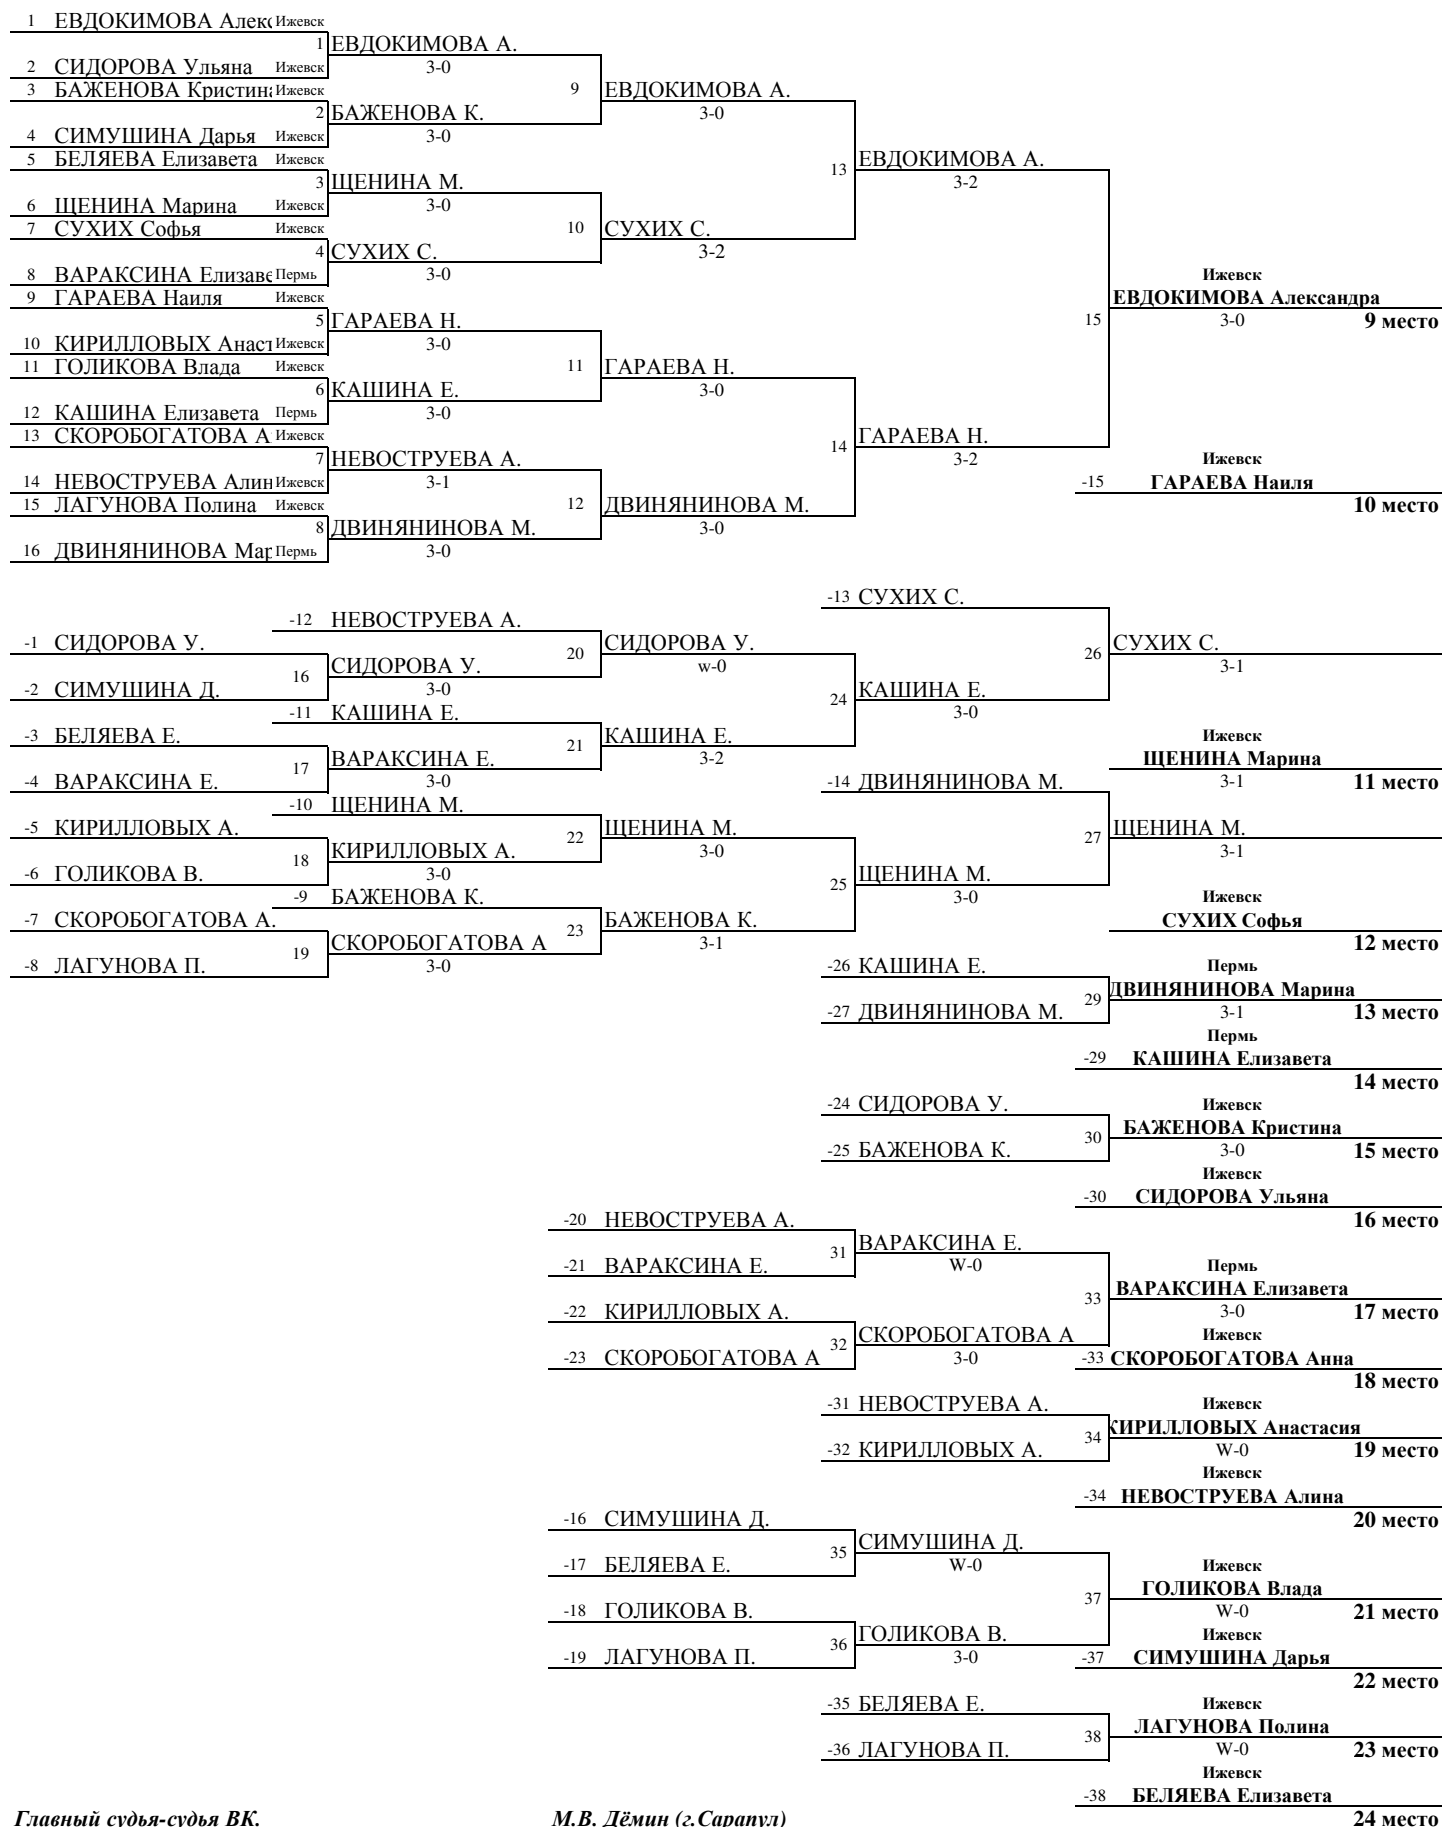 1 ЕВДОКИМОВА Алекс Ижевск
1 ЕВДОКИМОВА А.
2 СИДОРОВА Ульяна Ижевск 3-0
3 БАЖЕНОВА Кристина Ижевск 9 ЕВДОКИМОВА А.
2 БАЖЕНОВА К. 3-0
4 СИМУШИНА Дарья Ижевск 3-0
5 БЕЛЯЕВА Елизавета Ижевск 13 ЕВДОКИМОВА А.
3 ЩЕНИНА М. 3-2
6 ЩЕНИНА Марина Ижевск 3-0
7 СУХИХ Софья Ижевск 10 СУХИХ С.
4 СУХИХ С. 3-2
8 ВАРАКСИНА Елизаве Пермь 3-0 Ижевск
9 ГАРАЕВА Наиля Ижевск ЕВДОКИМОВА Александра
5 ГАРАЕВА Н. 15 3-0 9 место
10 КИРИЛЛОВЫХ Анаст Ижевск 3-0
11 ГОЛИКОВА Влада Ижевск 11 ГАРАЕВА Н.
6 КАШИНА Е. 3-0
12 КАШИНА Елизавета Пермь 3-0
13 СКОРОБОГАТОВА А Ижевск 14 ГАРАЕВА Н.
7 НЕВОСТРУЕВА А. 3-2 Ижевск
14 НЕВОСТРУЕВА Алин Ижевск 3-1 -15 ГАРАЕВА Наиля
15 ЛАГУНОВА Полина Ижевск 12 ДВИНЯНИНОВА М. 10 место
8 ДВИНЯНИНОВА М. 3-0
16 ДВИНЯНИНОВА Мар Пермь 3-0
-13 СУХИХ С.
-12 НЕВОСТРУЕВА А.
-1 СИДОРОВА У. 20 СИДОРОВА У. 26 СУХИХ С.
16 СИДОРОВА У. w-0 3-1
-2 СИМУШИНА Д. 3-0 24 КАШИНА Е.
-11 КАШИНА Е. 3-0
-3 БЕЛЯЕВА Е. 21 КАШИНА Е. Ижевск
17 ВАРАКСИНА Е. 3-2 ЩЕНИНА Марина
-4 ВАРАКСИНА Е. 3-0 -14 ДВИНЯНИНОВА М. 3-1 11 место
-10 ЩЕНИНА М.
-5 КИРИЛЛОВЫХ А. 22 ЩЕНИНА М. 27 ЩЕНИНА М.
18 КИРИЛЛОВЫХ А. 3-0 3-1
-6 ГОЛИКОВА В. 3-0 25 ЩЕНИНА М.
-9 БАЖЕНОВА К. 3-0 Ижевск
-7 СКОРОБОГАТОВА А. 23 БАЖЕНОВА К. СУХИХ Софья
19 СКОРОБОГАТОВА А 3-1 12 место
-8 ЛАГУНОВА П. 3-0 -26 КАШИНА Е. Пермь
29 ДВИНЯНИНОВА Марина
-27 ДВИНЯНИНОВА М. 3-1 13 место
Пермь
-29 КАШИНА Елизавета
14 место
-24 СИДОРОВА У. Ижевск
30 БАЖЕНОВА Кристина
-25 БАЖЕНОВА К. 3-0 15 место
Ижевск
-30 СИДОРОВА Ульяна
-20 НЕВОСТРУЕВА А. 16 место
31 ВАРАКСИНА Е.
-21 ВАРАКСИНА Е. W-0 Пермь
33 ВАРАКСИНА Елизавета
-22 КИРИЛЛОВЫХ А. 3-0 17 место
32 СКОРОБОГАТОВА А Ижевск
-23 СКОРОБОГАТОВА А 3-0 -33 СКОРОБОГАТОВА Анна
18 место
-31 НЕВОСТРУЕВА А. Ижевск
34 КИРИЛЛОВЫХ Анастасия
-32 КИРИЛЛОВЫХ А. W-0 19 место
Ижевск
-34 НЕВОСТРУЕВА Алина
-16 СИМУШИНА Д. 20 место
35 СИМУШИНА Д.
-17 БЕЛЯЕВА Е. W-0 Ижевск
37 ГОЛИКОВА Влада
-18 ГОЛИКОВА В. W-0 21 место
36 ГОЛИКОВА В. Ижевск
-19 ЛАГУНОВА П. 3-0 -37 СИМУШИНА Дарья
22 место
-35 БЕЛЯЕВА Е. Ижевск
38 ЛАГУНОВА Полина
-36 ЛАГУНОВА П. W-0 23 место
Ижевск
-38 БЕЛЯЕВА Елизавета
Главный судья-судья ВК. М.В. Дёмин (г.Сарапул) 24 место